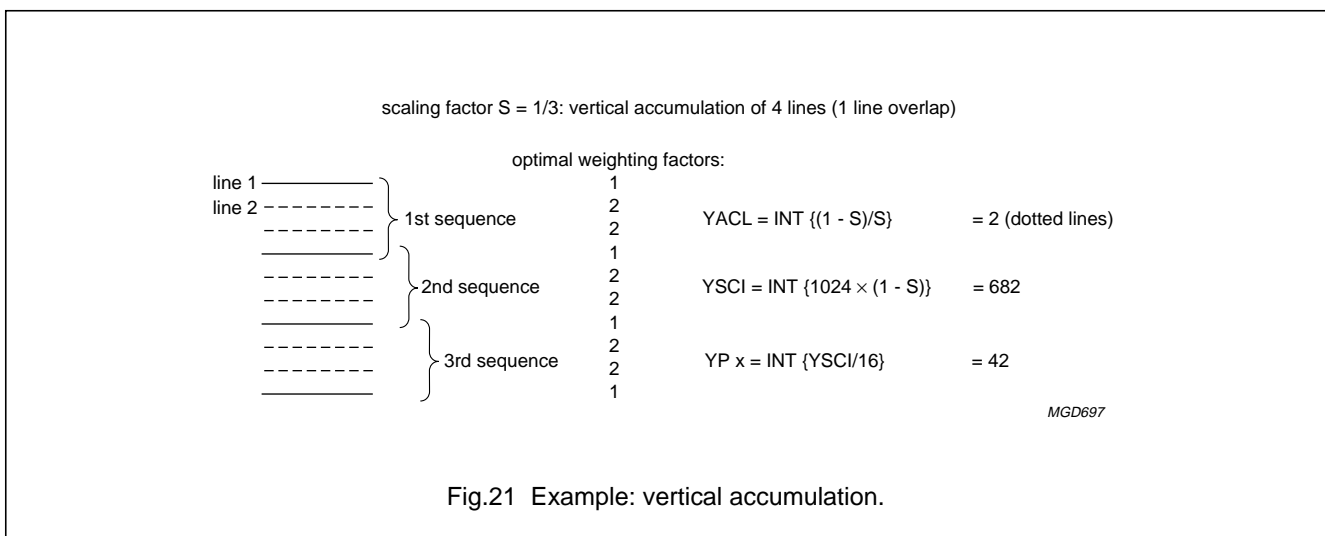 scaling factor S = 1/3: vertical accumulation of 4 lines (1 line overlap)
optimal weighting factors:
line 1
1
line 2
2
1st sequence
2
YACL = INT {(1 - S)/S} = 2 (dotted lines)
1
2
2nd sequence
2
YSCI = INT {1024 × (1 - S)} = 682
1
2
3rd sequence
2
YP x = INT {YSCI/16} = 42
1
MGD697
Fig.21 Example: vertical accumulation.